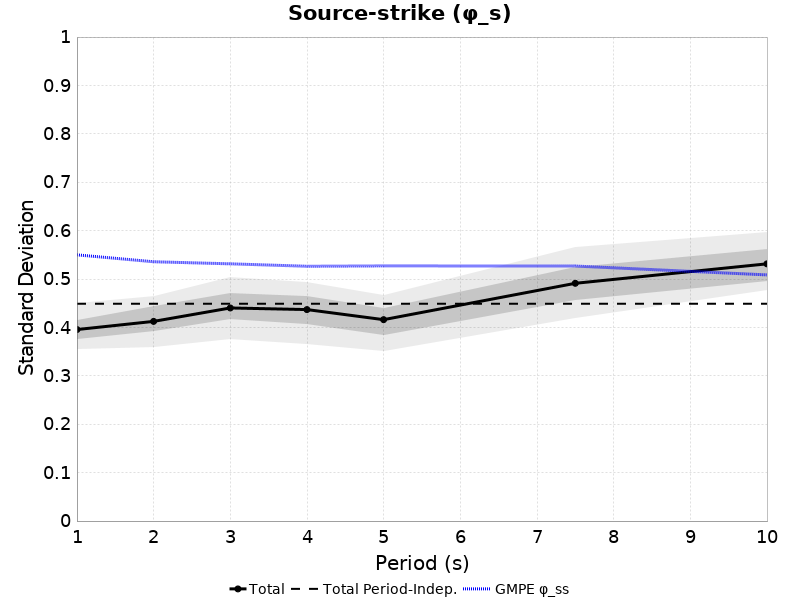 Source-strike (φ_s)
1
0.9
0.8
0.7
0.6
0.5
0.4
0.3
0.2
0.1
0
Standard Deviation
1 2 3 4 5 6 7 8 9 10
Period (s)
Total Total Period-Indep. GMPE φ_ss